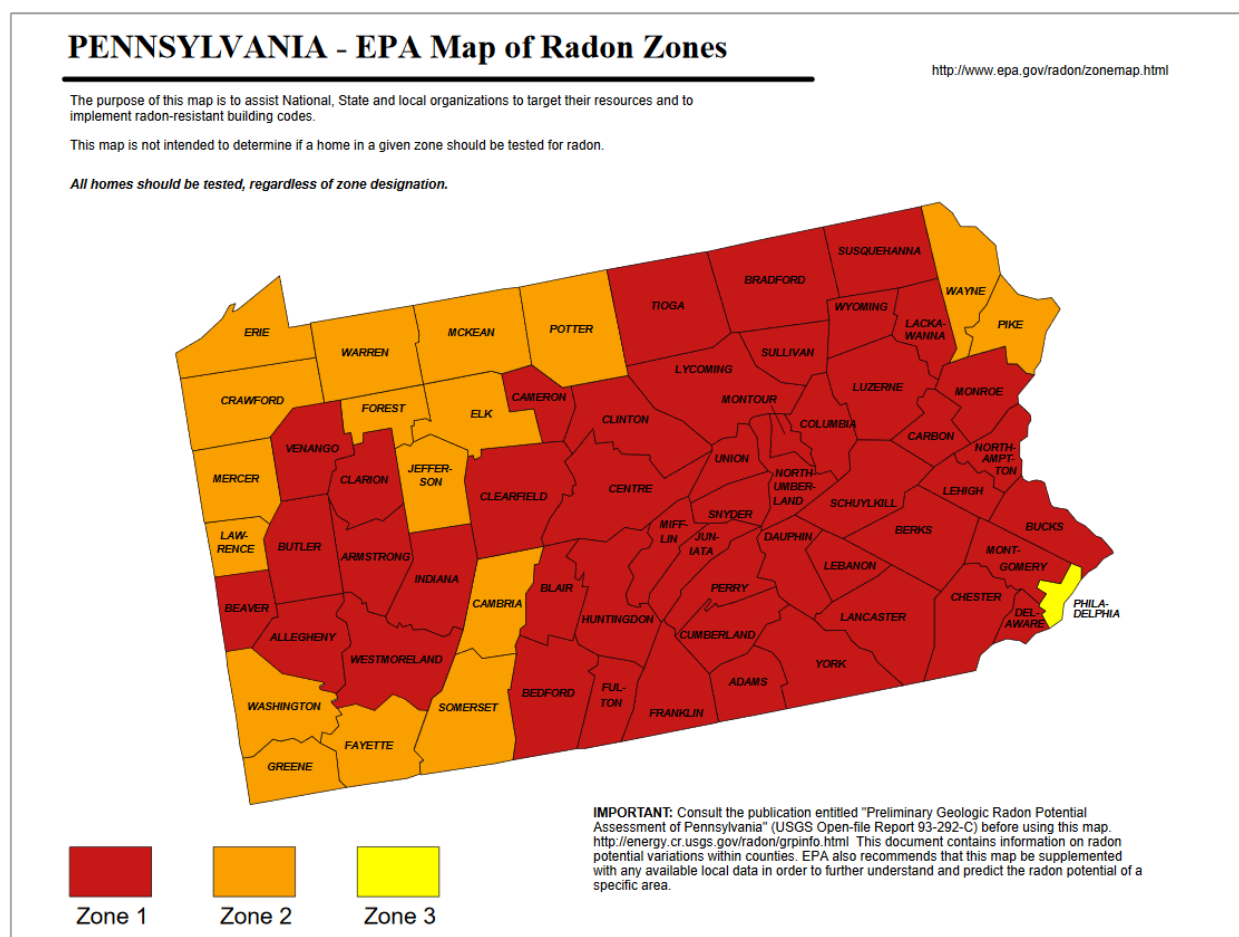 PENNSYLVANIA - EPA Map of Radon Zones
http://www.epa.gov/radon/zonemap.html
The purpose of this map is to assist National, State and local organizations to target their resources and to
implement radon-resistant building codes.
This map is not intended to determine if a home in a given zone should be tested for radon.
All homes should be tested, regardless of zone designation.
SUSQUEHANNA
BRADFORD
WAYNE
TIOGA
WYOMING
PIKE
ERIE
WARREN
MCKEAN
POTTER
LACKA-
WANNA
SULLIVAN
LYCOMING
LUZERNE
MONROE
CRAWFORD
FOREST
ELK
CAMERON
MONTOUR
CLINTON
COLUMBIA
CARBON
VENANGO
CLARION
JEFFER-
SON
MERCER
CLEARFIELD
CENTRE
UNION
NORTH-
UMBER-
LAND
NORTH-
AMPT-
TON
SCHUYLKILL
LEHIGH
SNYDER
BUCKS
LAW-
RENCE
BUTLER
ARMSTRONG
INDIANA
MIFF-
LIN
JUN-
IATA
DAUPHIN
BERKS
LEBANON
MONT-
GOMERY
BEAVER
ALLEGHENY
CAMBRIA
BLAIR
HUNTINGDON
PERRY
CUMBERLAND
LANCASTER
CHESTER
DEL-
AWARE
PHILA-
DELPHIA
WESTMORELAND
WASHINGTON
SOMERSET
BEDFORD
FUL-
TON
FRANKLIN
ADAMS
YORK
FAYETTE
GREENE
IMPORTANT: Consult the publication entitled "Preliminary Geologic Radon Potential
Assessment of Pennsylvania" (USGS Open-file Report 93-292-C) before using this map.
http://energy.cr.usgs.gov/radon/grpinfo.html This document contains information on radon
potential variations within counties. EPA also recommends that this map be supplemented
with any available local data in order to further understand and predict the radon potential of a
specific area.
Zone 1
Zone 2
Zone 3